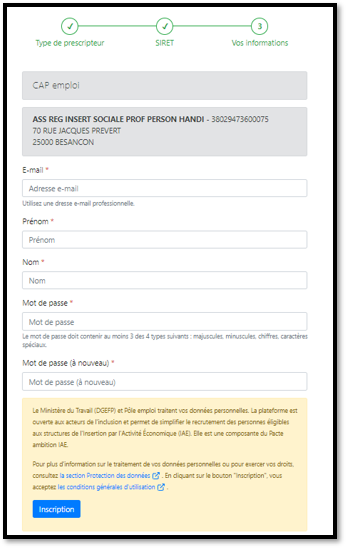 ✓ ✓ 3
Type de prescripteur SIRET Vos informations
CAP emploi
ASS REG INSERT SOCIALE PROF PERSON HANDI - 38029473600075
70 RUE JACQUES PREVERT
25000 BESANCON
E-mail *
Adresse e-mail
Utilisez une dresse e-mail professionnelle.
Prénom *
Prénom
Nom *
Nom
Mot de passe *
Mot de passe
Le mot de passe doit contenir au moins 3 des 4 types suivants : majuscules, minuscules, chiffres, caractères
spéciaux.
Mot de passe (à nouveau) *
Mot de passe (à nouveau)
Le Ministère du Travail (DGEFP) et Pôle emploi traitent vos données personnelles. La plateforme est
ouverte aux acteurs de l'inclusion et permet de simplifier le recrutement des personnes éligibles
aux structures de l'Insertion par l'Activité Économique (IAE). Elle est une composante du Pacte
ambition IAE.
Pour plus d'information sur le traitement de vos données personnelles ou pour exercer vos droits,
consultez la section Protection des données. En cliquant sur le bouton "inscription", vous
acceptez les conditions générales d'utilisation.
Inscription